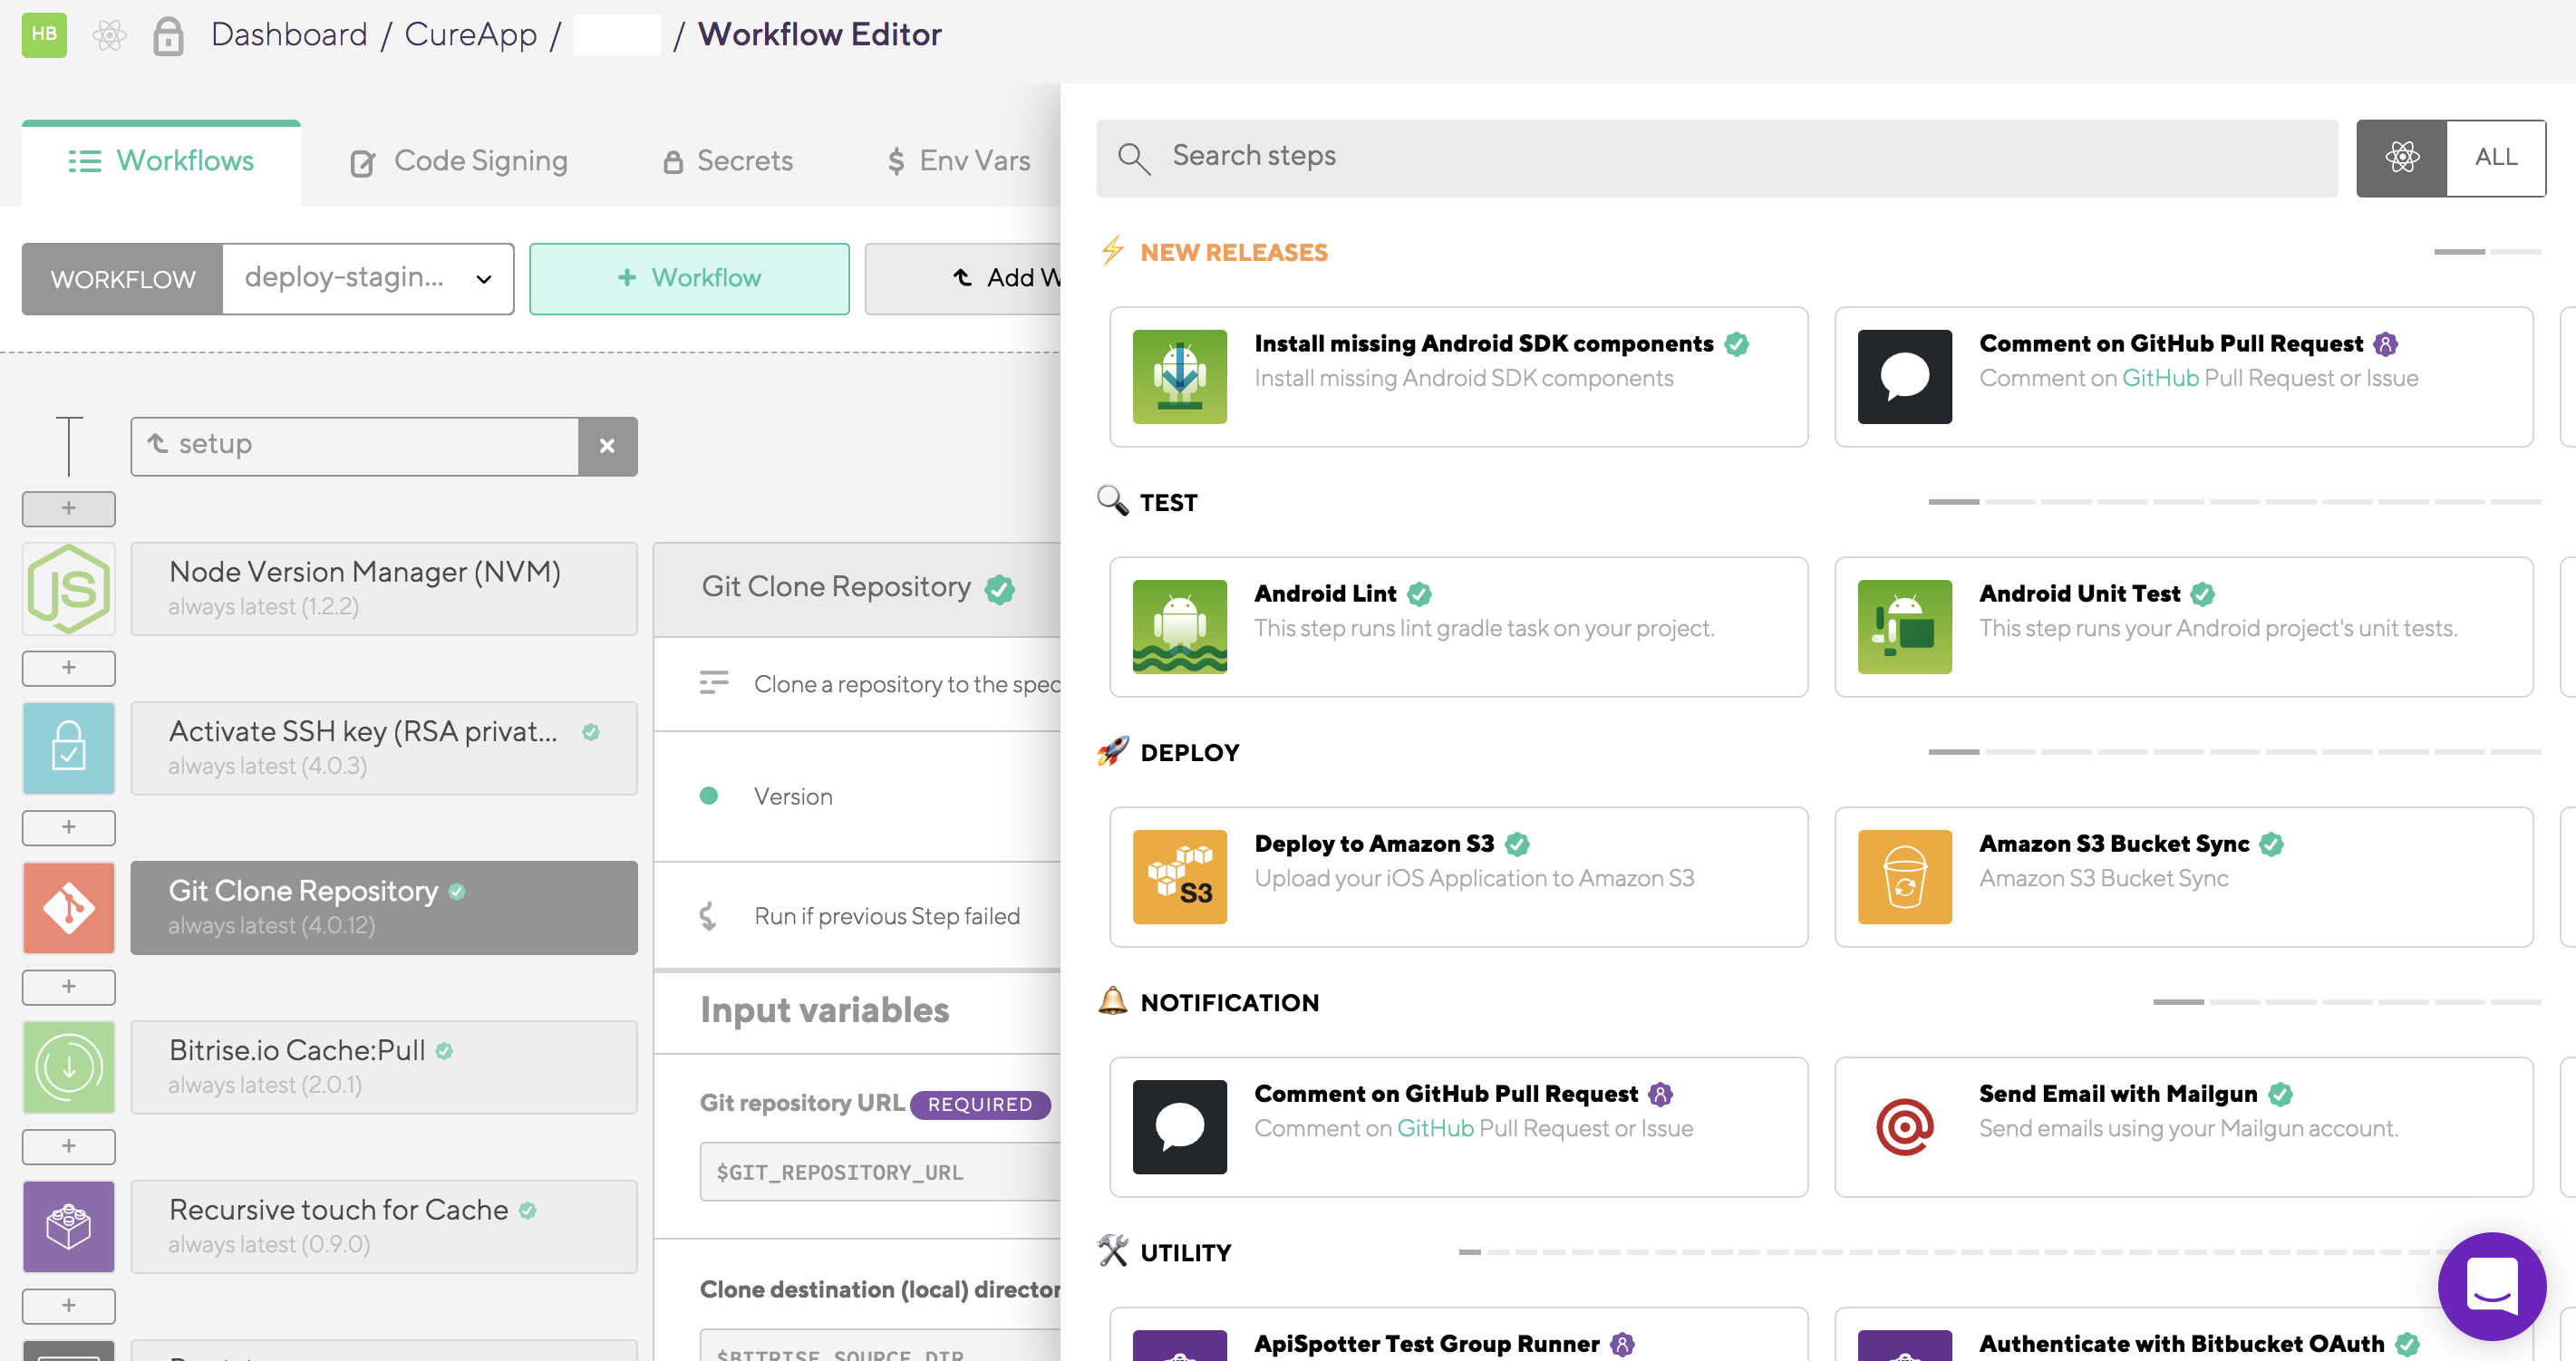 HB Dashboard / CureApp / / Workflow Editor
Workflows
Code Signing
Secrets
$ Env Vars
WORKFLOW
deploy-stagin...
+ Workflow
Add W
setup
+
JS
Node Version Manager (NVM)
always latest (1.2.2)
+
Activate SSH key (RSA privat...
always latest (4.0.3)
+
Git Clone Repository
always latest (4.0.12)
+
Bitrise.io Cache:Pull
always latest (2.0.1)
+
Recursive touch for Cache
always latest (0.9.0)
+
Git Clone Repository
Clone a repository to the spec
Version
Run if previous Step failed
Input variables
Git repository URL REQUIRED
$GIT_REPOSITORY_URL
Clone destination (local) director
$BITRISE_SOURCE_DIR
Search steps
ALL
NEW RELEASES
Install missing Android SDK components
Install missing Android SDK components
Comment on GitHub Pull Request
Comment on GitHub Pull Request or Issue
TEST
Android Lint
This step runs lint gradle task on your project.
Android Unit Test
This step runs your Android project's unit tests.
DEPLOY
S3
Deploy to Amazon S3
Upload your iOS Application to Amazon S3
Amazon S3 Bucket Sync
Amazon S3 Bucket Sync
NOTIFICATION
Comment on GitHub Pull Request
Comment on GitHub Pull Request or Issue
Send Email with Mailgun
Send emails using your Mailgun account.
UTILITY
ApiSpotter Test Group Runner
Authenticate with Bitbucket OAuth